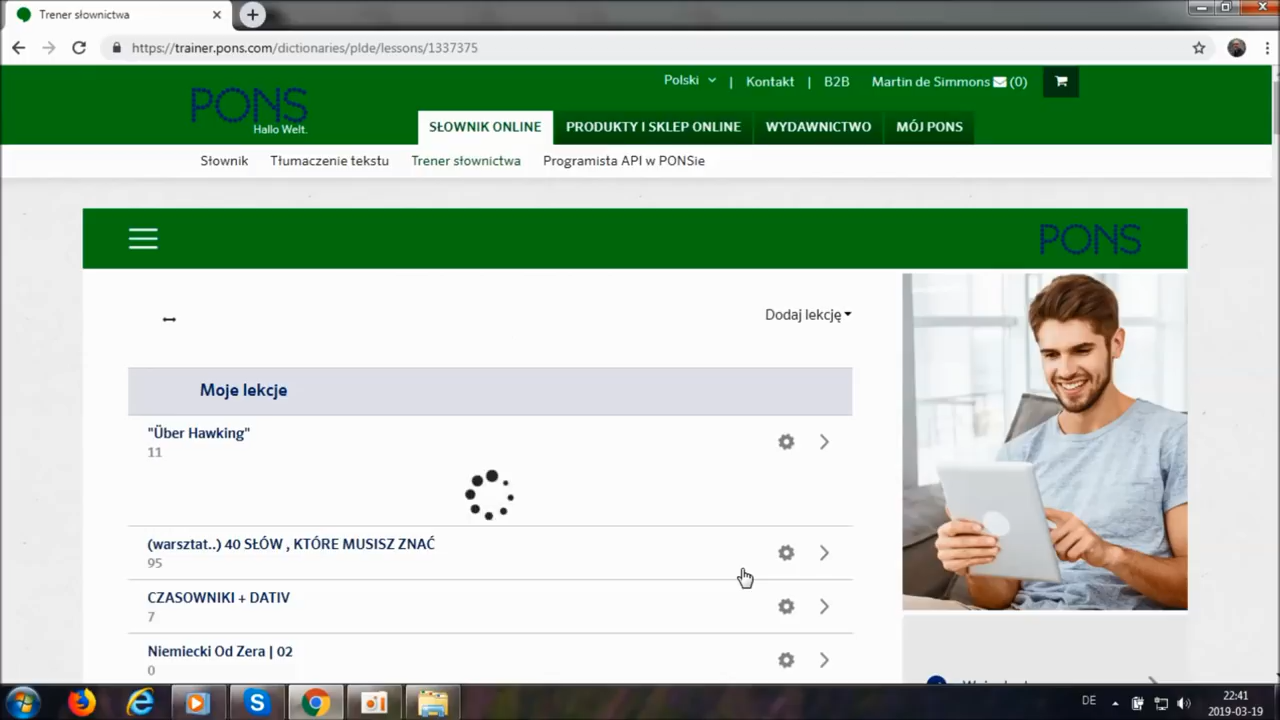 Trener słownictwa
https://trainer.pons.com/dictionaries/plde/lessons/1337375
Polski | Kontakt | B2B Martin de Simmons (0)
PONS
Hallo Welt.
SŁOWNIK ONLINE PRODUKTY I SKLEP ONLINE WYDAWNICTWO MÓJ PONS
Słownik Tłumaczenie tekstu Trener słownictwa Programista API w PONSie
PONS
Dodaj lekcję
Moje lekcje
"Über Hawking"
11
(warsztat..) 40 SŁÓW , KTÓRE MUSISZ ZNAĆ
95
CZASOWNIKI + DATIV
7
Niemiecki Od Zera | 02
0
DE
22:41
2019-03-19